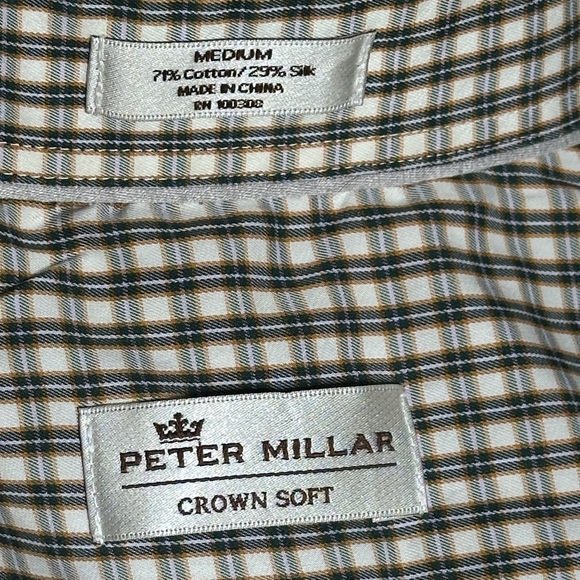 MEDIUM
71% Cotton/29% Silk
MADE IN CHINA
RN 100308
PETER MILLAR
CROWN SOFT